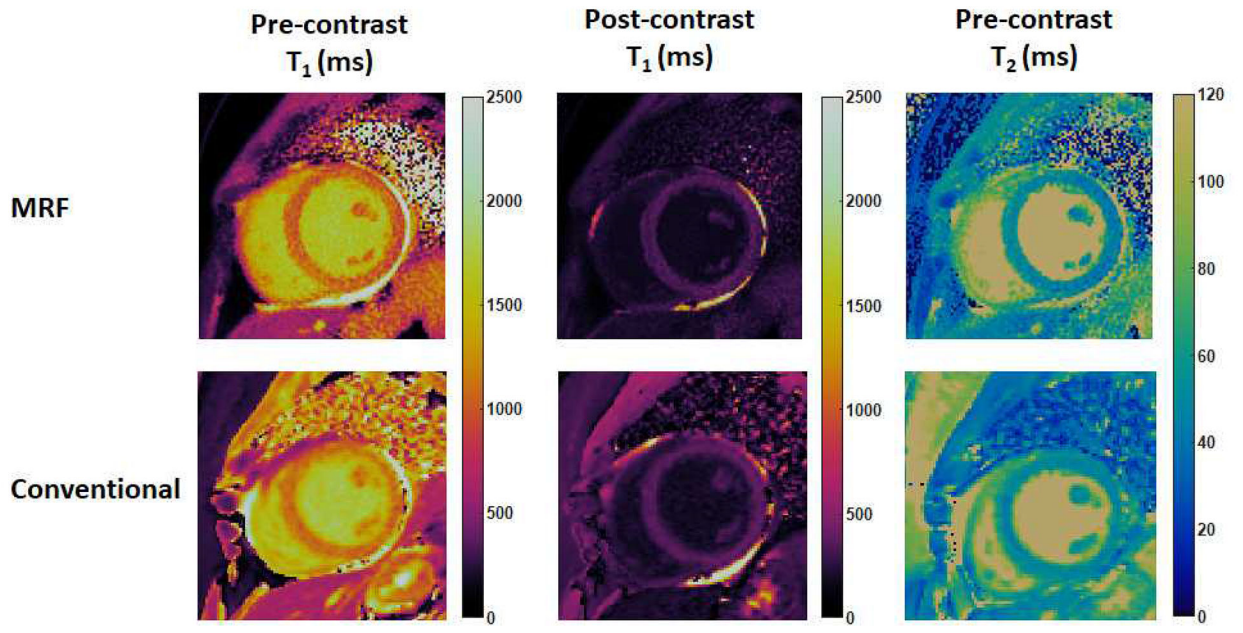 Pre-contrast
T₁ (ms)
Post-contrast
T₁ (ms)
Pre-contrast
T₂ (ms)
MRF
2500
2000
1500
1000
500
0
2500
2000
1500
1000
500
0
120
100
80
60
40
20
0
Conventional